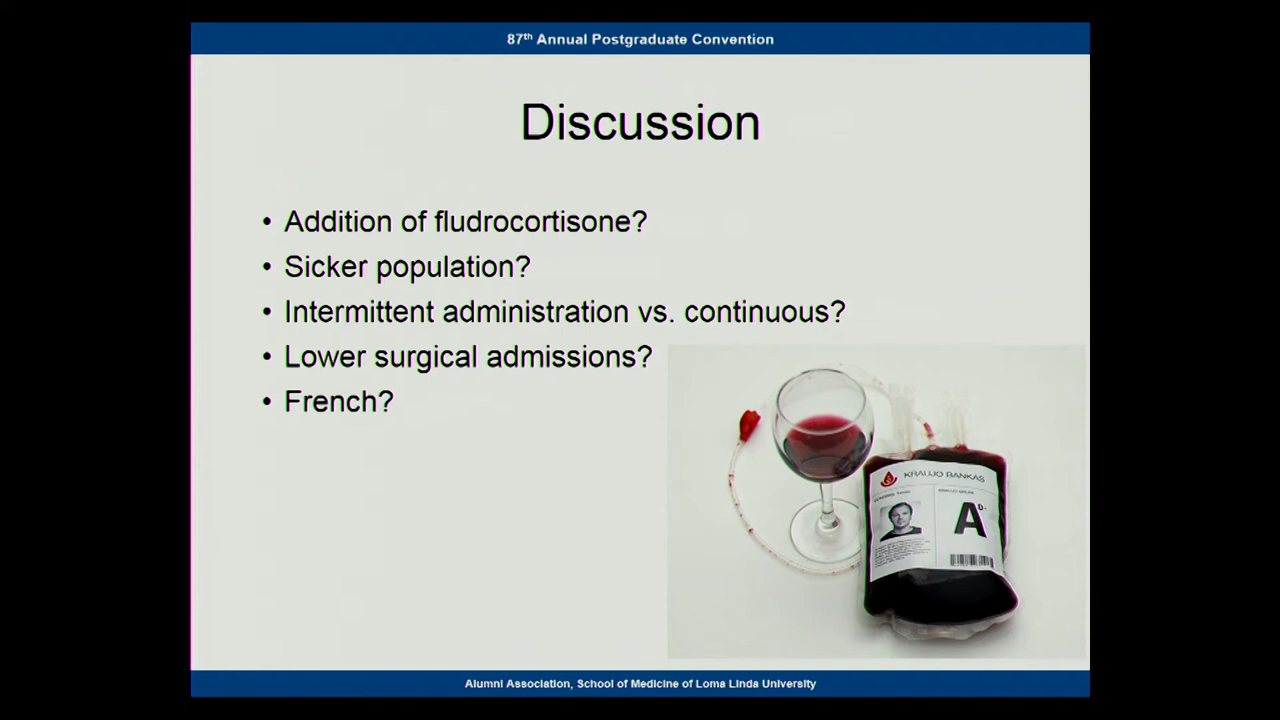 87th Annual Postgraduate Convention
Discussion
• Addition of fludrocortisone?
• Sicker population?
• Intermittent administration vs. continuous?
• Lower surgical admissions?
• French?
KRAUJO BANKAS
A
Alumni Association, School of Medicine of Loma Linda University